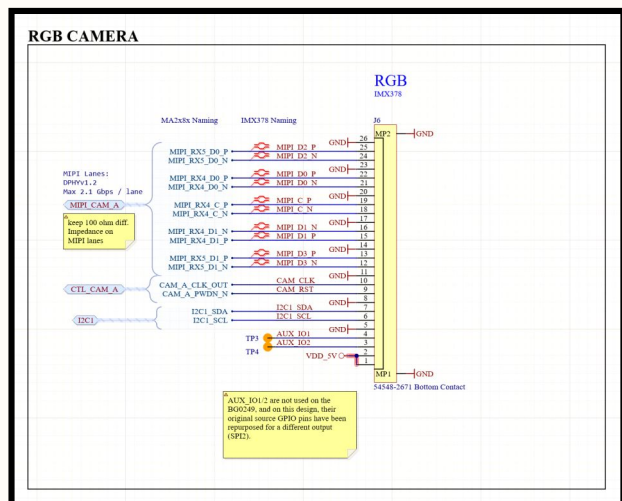 RGB CAMERA
RGB
IMX378
MA2x8x Naming IMX378 Naming J6
MP2 GND
26 GND
MIPI_RX5_D0_P MIPI_D2_P 25
MIPI_RX5_D0_N MIPI_D2_N 24
23 GND
MIPI_RX4_D0_P MIPI_D0_P 22
MIPI_RX4_D0_N MIPI_D0_N 21
20 GND
MIPI_RX4_C_P MIPI_C_P 19
MIPI_RX4_C_N MIPI_C_N 18
17 GND
MIPI_RX4_D1_N MIPI_D1_N 16
MIPI_RX4_D1_P MIPI_D1_P 15
14 GND
MIPI_RX5_D1_P MIPI_D3_P 13
MIPI_RX5_D1_N MIPI_D3_N 12
11 GND
CAM_A_CLK_OUT CAM_CLK 10
CAM_A_PWDN_N CAM_RST 9
8 GND
I2C1_SDA I2C1_SDA 7
I2C1_SCL I2C1_SCL 6
5 GND
TP3 AUX_IO1 4
TP4 AUX_IO2 3
VDD_5V 2
1
MP1 GND
54548-2671 Bottom Contact
MIPI Lanes:
DPHYv1.2
Max 2.1 Gbps / lane
MIPI_CAM_A
keep 100 ohm diff.
Impedance on
MIPI lanes
CTL_CAM_A
I2C1
AUX_IO1/2 are not used on the
BG0249, and on this design, their
original source GPIO pins have been
repurposed for a different output
(SPI2).